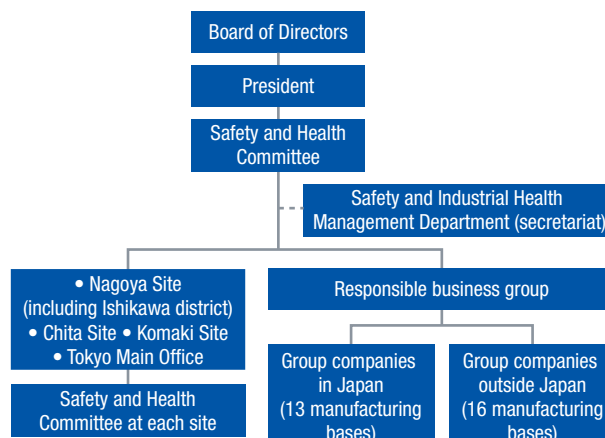 Board of Directors
President
Safety and Health
Committee
Safety and Industrial Health
Management Department (secretariat)
• Nagoya Site
(including Ishikawa district)
• Chita Site • Komaki Site
• Tokyo Main Office
Safety and Health
Committee at each site
Responsible business group
Group companies
in Japan
(13 manufacturing
bases)
Group companies
outside Japan
(16 manufacturing
bases)